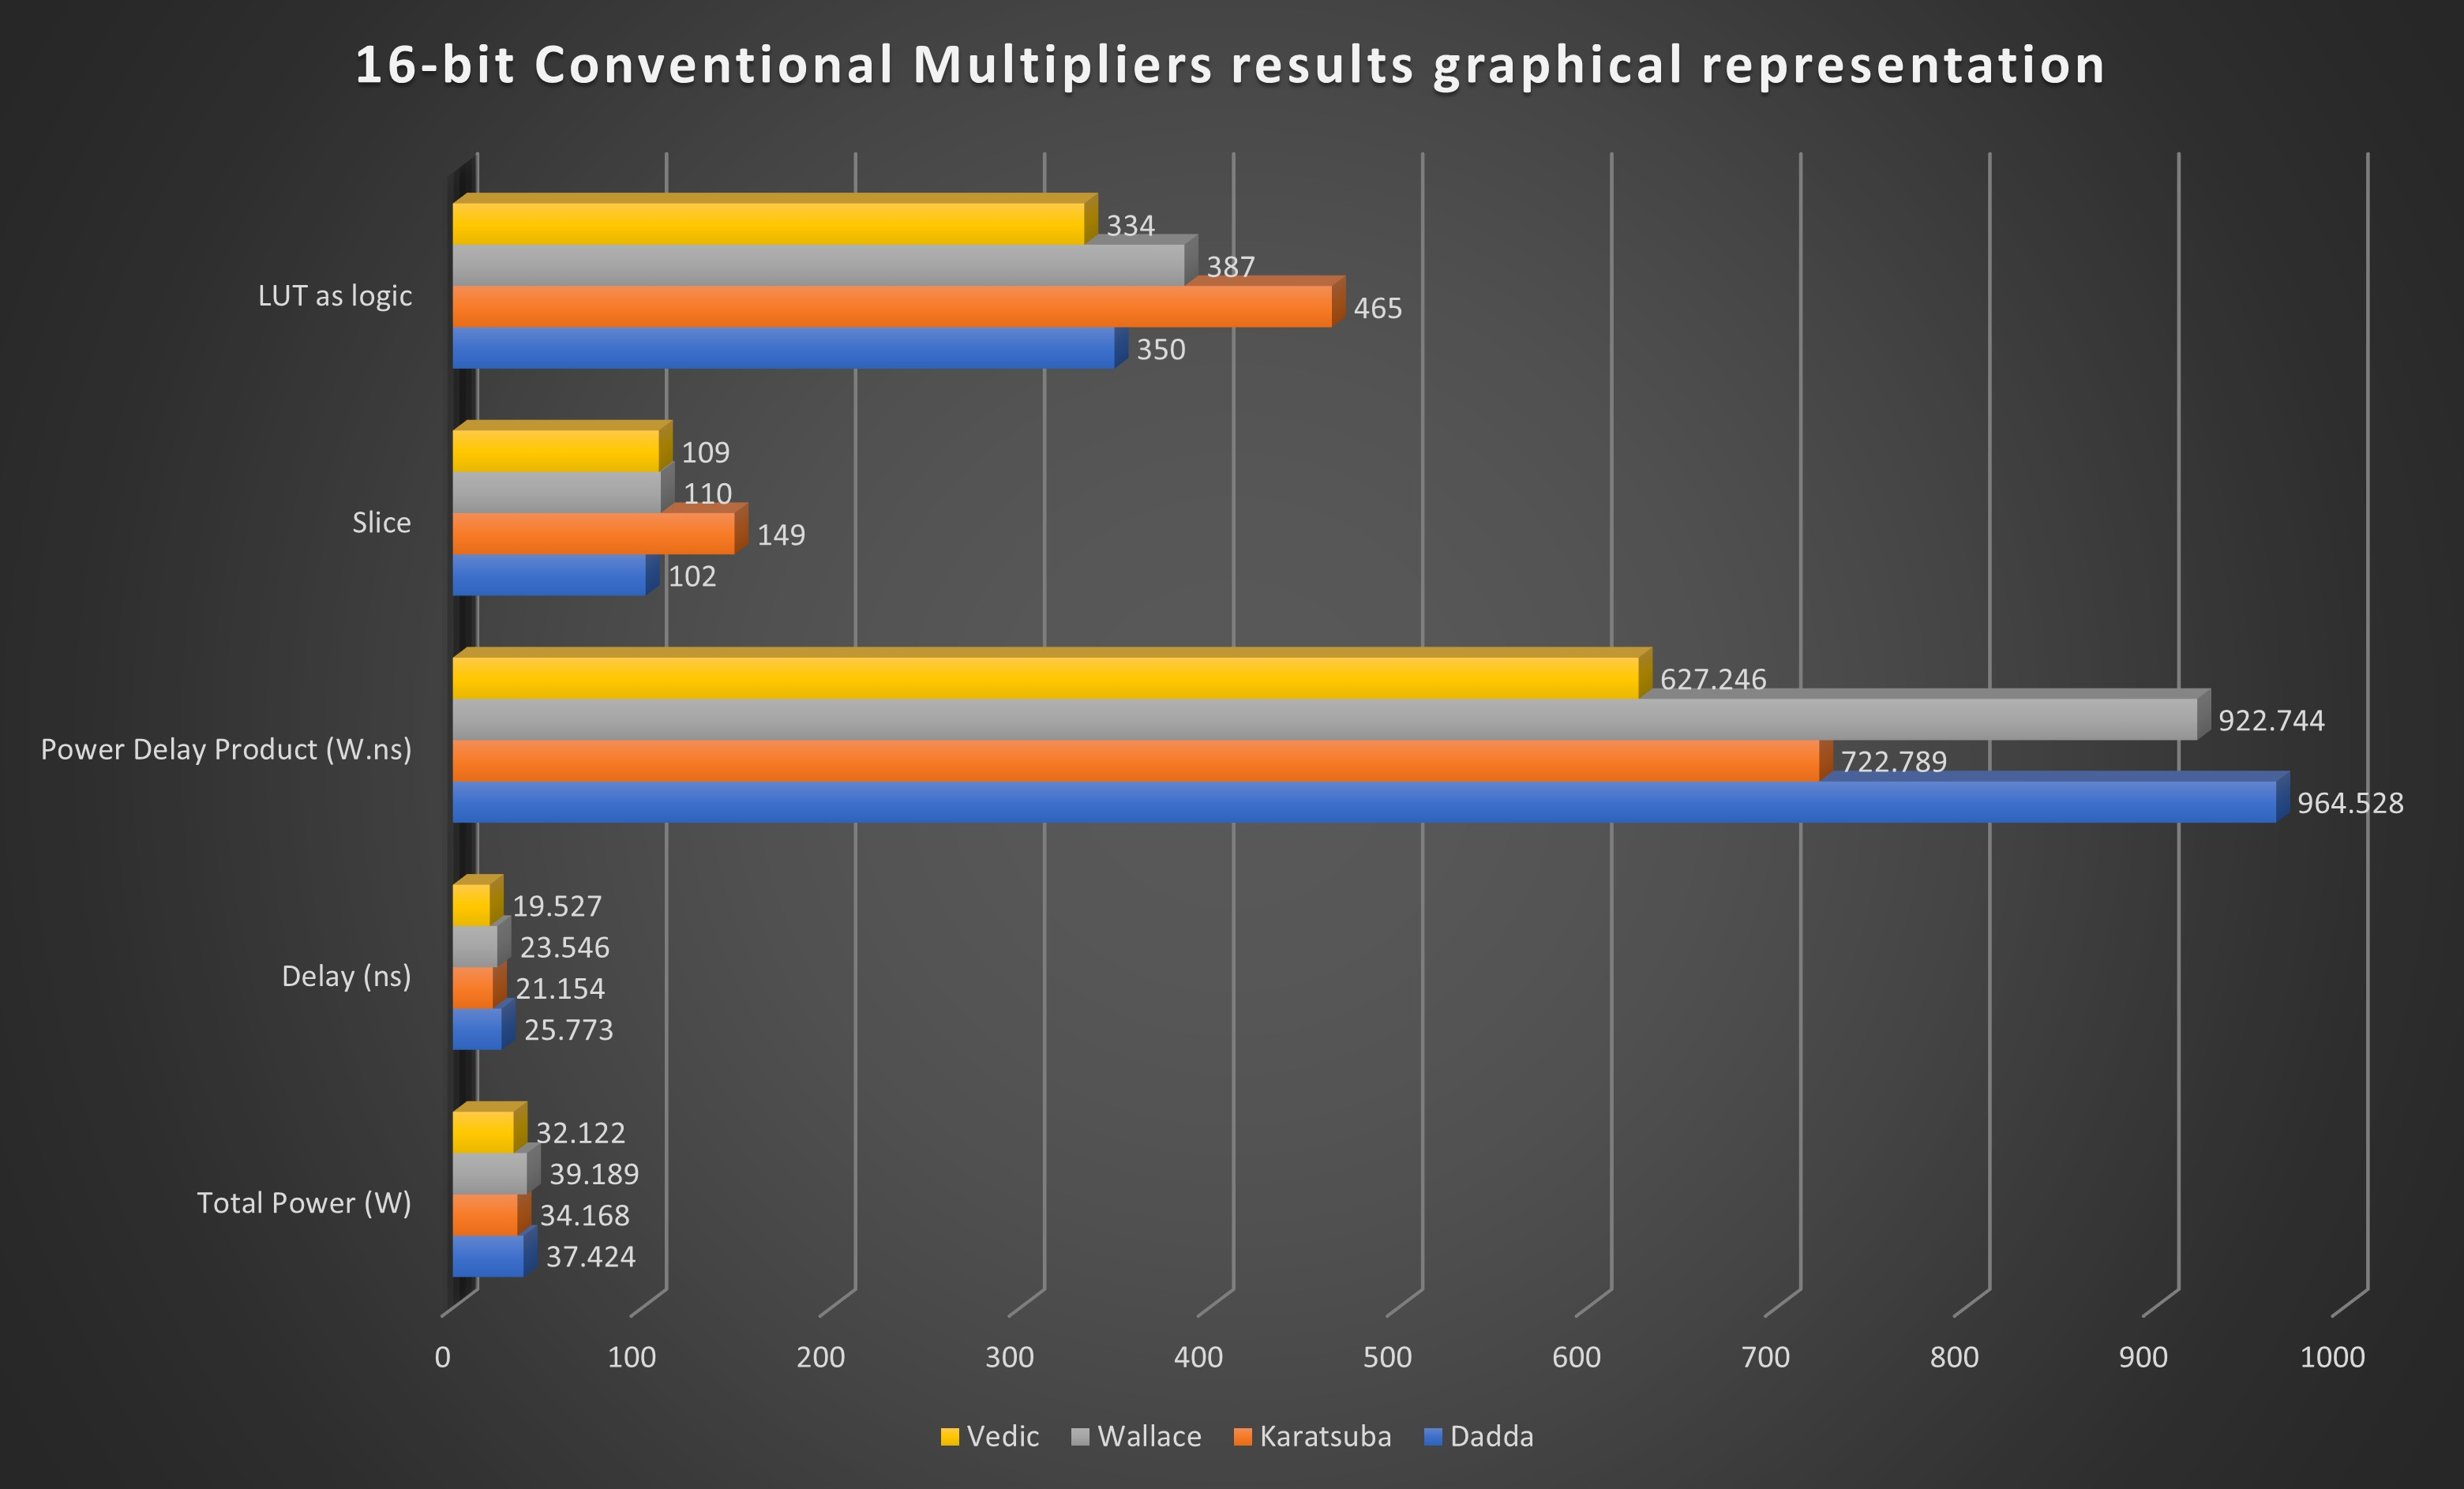 16-bit Conventional Multipliers results graphical representation
LUT as logic
334
387
465
350
Slice
109
110
149
102
Power Delay Product (W.ns)
627.246
922.744
722.789
964.528
Delay (ns)
19.527
23.546
21.154
25.773
Total Power (W)
32.122
39.189
34.168
37.424
0 100 200 300 400 500 600 700 800 900 1000
Vedic Wallace Karatsuba Dadda